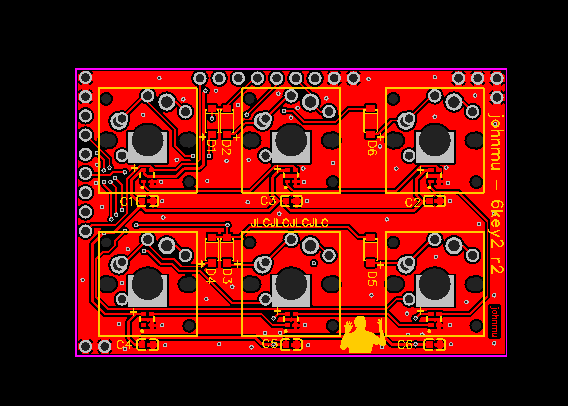 D1
D2
D6
C1
C3
C2
johnmu - 6key2 r2
JLCJLCJLCJLC
D4
D3
D5
johnmu
C4
C5
C6